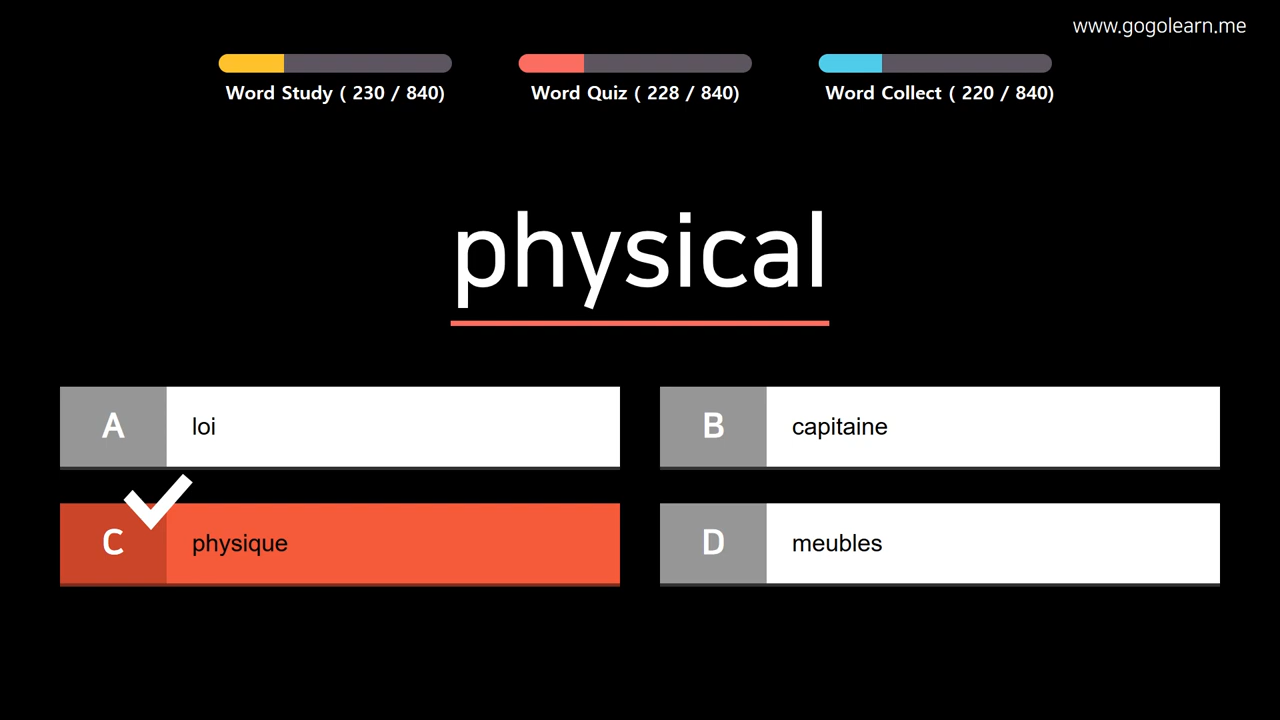 www.gogolearn.me
Word Study ( 230 / 840)
Word Quiz ( 228 / 840)
Word Collect ( 220 / 840)
physical
A loi
B capitaine
C physique
D meubles